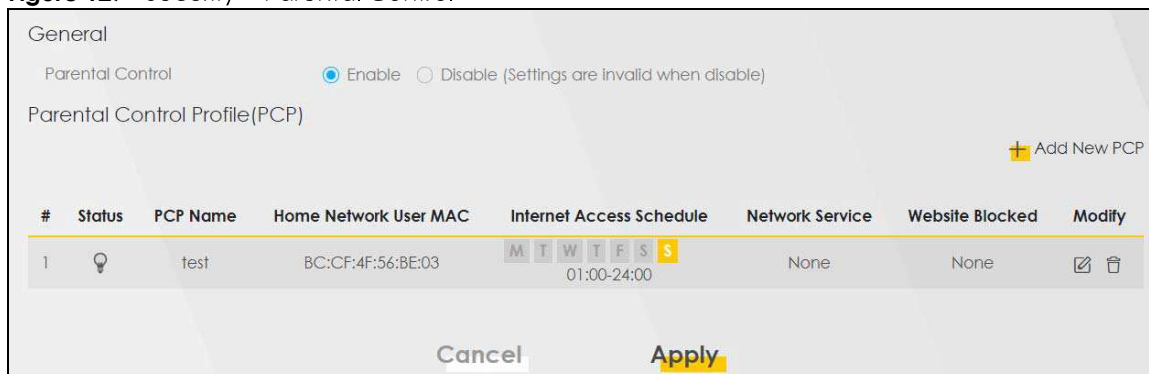 General
Parental Control Enable Disable (Settings are invalid when disable)
Parental Control Profile(PCP)
+ Add New PCP
# Status PCP Name Home Network User MAC Internet Access Schedule Network Service Website Blocked Modify
M T W T F S S
1 test BC:CF:4F:56:BE:03 01:00-24:00 None None
Cancel Apply